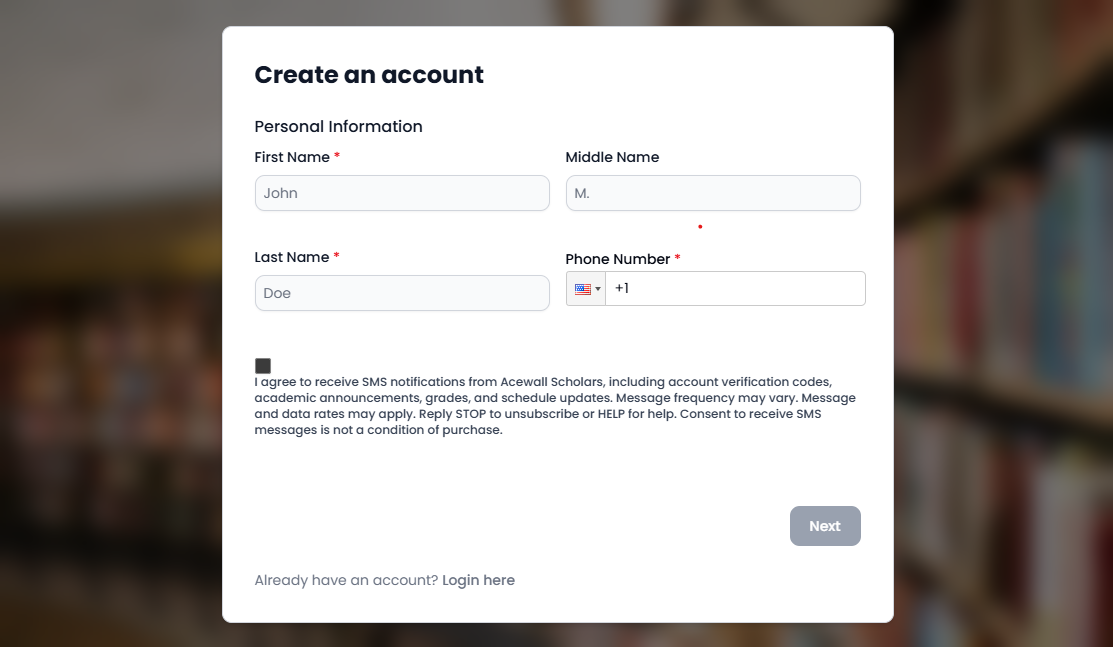 Create an account
Personal Information
First Name *
Middle Name
John
M.
Last Name *
Phone Number *
Doe
+1
I agree to receive SMS notifications from Acewall Scholars, including account verification codes,
academic announcements, grades, and schedule updates. Message frequency may vary. Message
and data rates may apply. Reply STOP to unsubscribe or HELP for help. Consent to receive SMS
messages is not a condition of purchase.
Next
Already have an account? Login here